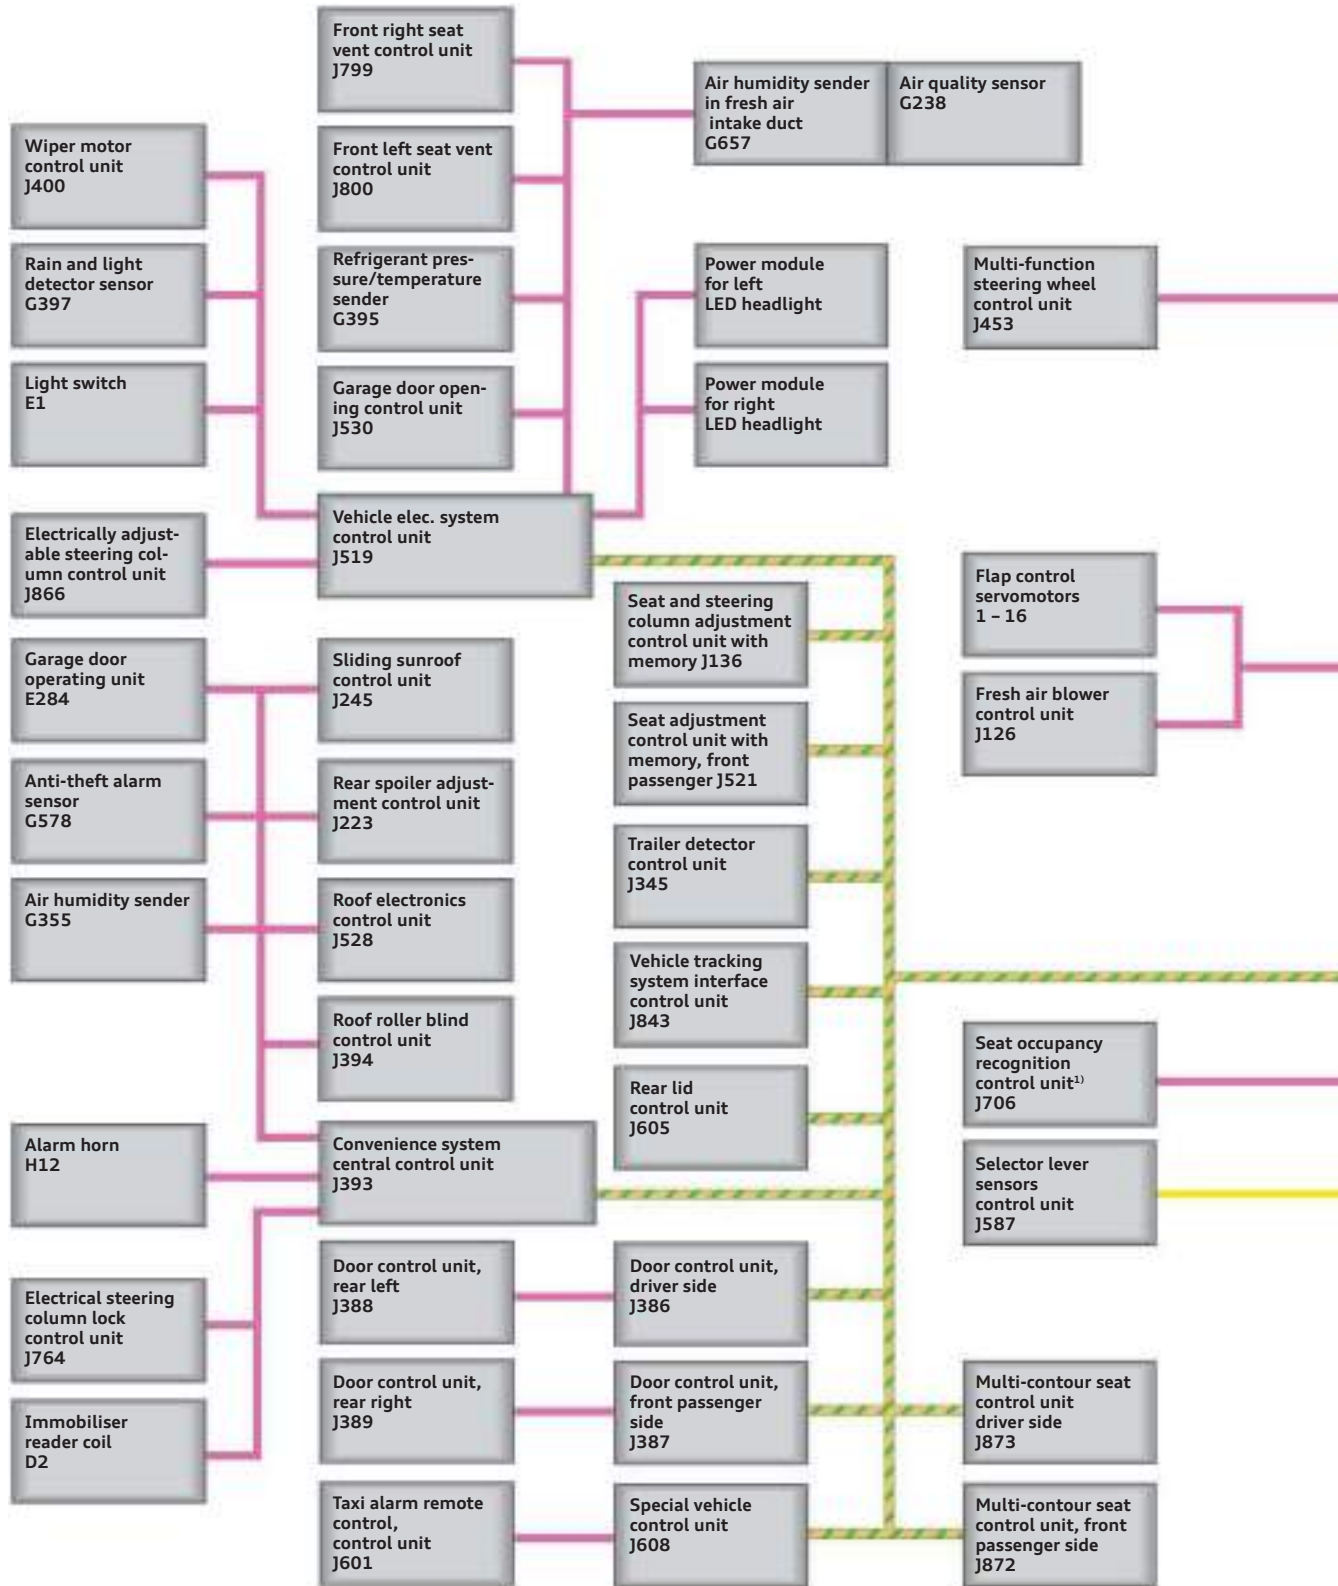 Front right seat
vent control unit
J799
Air humidity sender
in fresh air
intake duct
G657
Air quality sensor
G238
Wiper motor
control unit
J400
Front left seat vent
control unit
J800
Rain and light
detector sensor
G397
Refrigerant pres-
sure/temperature
sender
G395
Power module
for left
LED headlight
Multi-function
steering wheel
control unit
J453
Light switch
E1
Garage door open-
ing control unit
J530
Power module
for right
LED headlight
Electrically adjust-
able steering col-
umn control unit
J866
Vehicle elec. system
control unit
J519
Seat and steering
column adjustment
control unit with
memory J136
Flap control
servomotors
1 – 16
Garage door
operating unit
E284
Sliding sunroof
control unit
J245
Seat adjustment
control unit with
memory, front
passenger J521
Fresh air blower
control unit
J126
Anti-theft alarm
sensor
G578
Rear spoiler adjust-
ment control unit
J223
Trailer detector
control unit
J345
Air humidity sender
G355
Roof electronics
control unit
J528
Vehicle tracking
system interface
control unit
J843
Roof roller blind
control unit
J394
Rear lid
control unit
J605
Seat occupancy
recognition
control unit¹⁾
J706
Alarm horn
H12
Convenience system
central control unit
J393
Selector lever
sensors
control unit
J587
Electrical steering
column lock
control unit
J764
Door control unit,
rear left
J388
Door control unit,
driver side
J386
Immobiliser
reader coil
D2
Door control unit,
rear right
J389
Door control unit,
front passenger
side
J387
Multi-contour seat
control unit
driver side
J873
Taxi alarm remote
control,
control unit
J601
Special vehicle
control unit
J608
Multi-contour seat
control unit, front
passenger side
J872